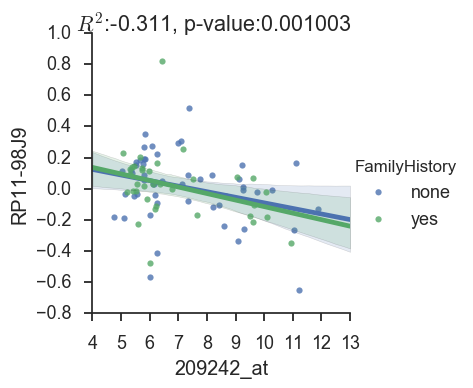 R²:-0.311, p-value:0.001003
1.0
0.8
0.6
0.4
0.2
0.0
−0.2
−0.4
−0.6
−0.8
RP11-98J9
4 5 6 7 8 9 10 11 12 13
209242_at
FamilyHistory
none
yes